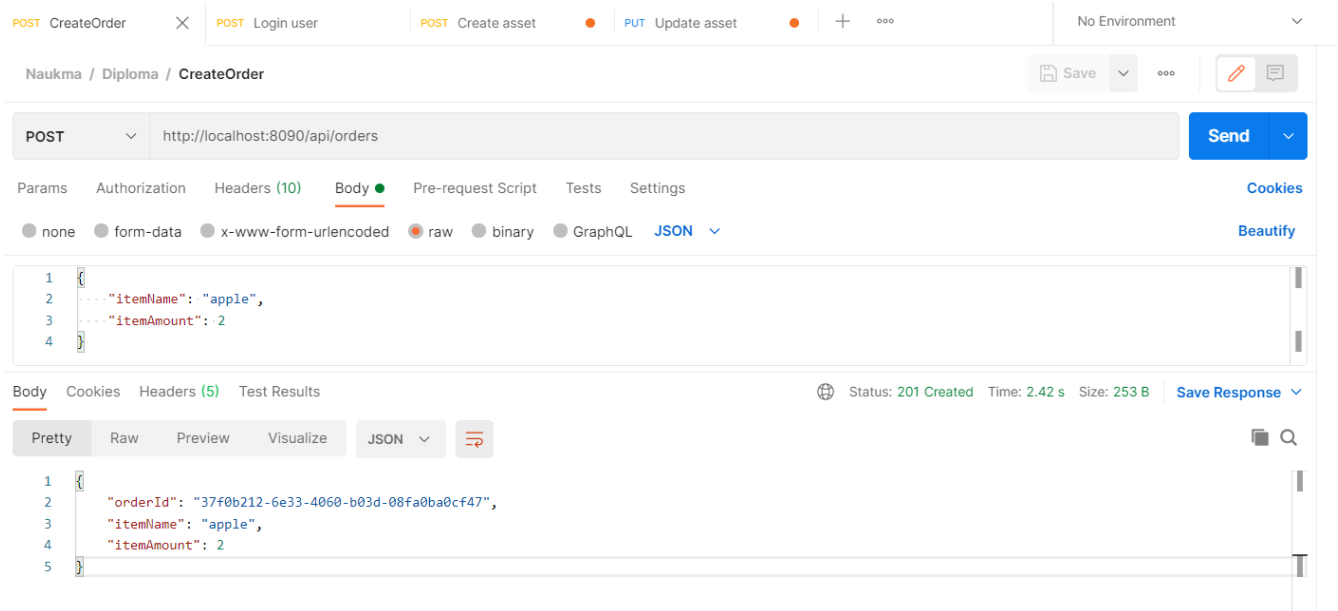 POST CreateOrder POST Login user POST Create asset PUT Update asset No Environment
Naukma / Diploma / CreateOrder Save
POST http://localhost:8090/api/orders Send
Params Authorization Headers (10) Body Pre-request Script Tests Settings Cookies
none form-data x-www-form-urlencoded raw binary GraphQL JSON Beautify
1 {
2 "itemName": "apple",
3 "itemAmount": 2
4 }
Body Cookies Headers (5) Test Results Status: 201 Created Time: 2.42 s Size: 253 B Save Response
Pretty Raw Preview Visualize JSON
1 {
2 "orderId": "37f0b212-6e33-4060-b03d-08fa0ba0cf47",
3 "itemName": "apple",
4 "itemAmount": 2
5 }